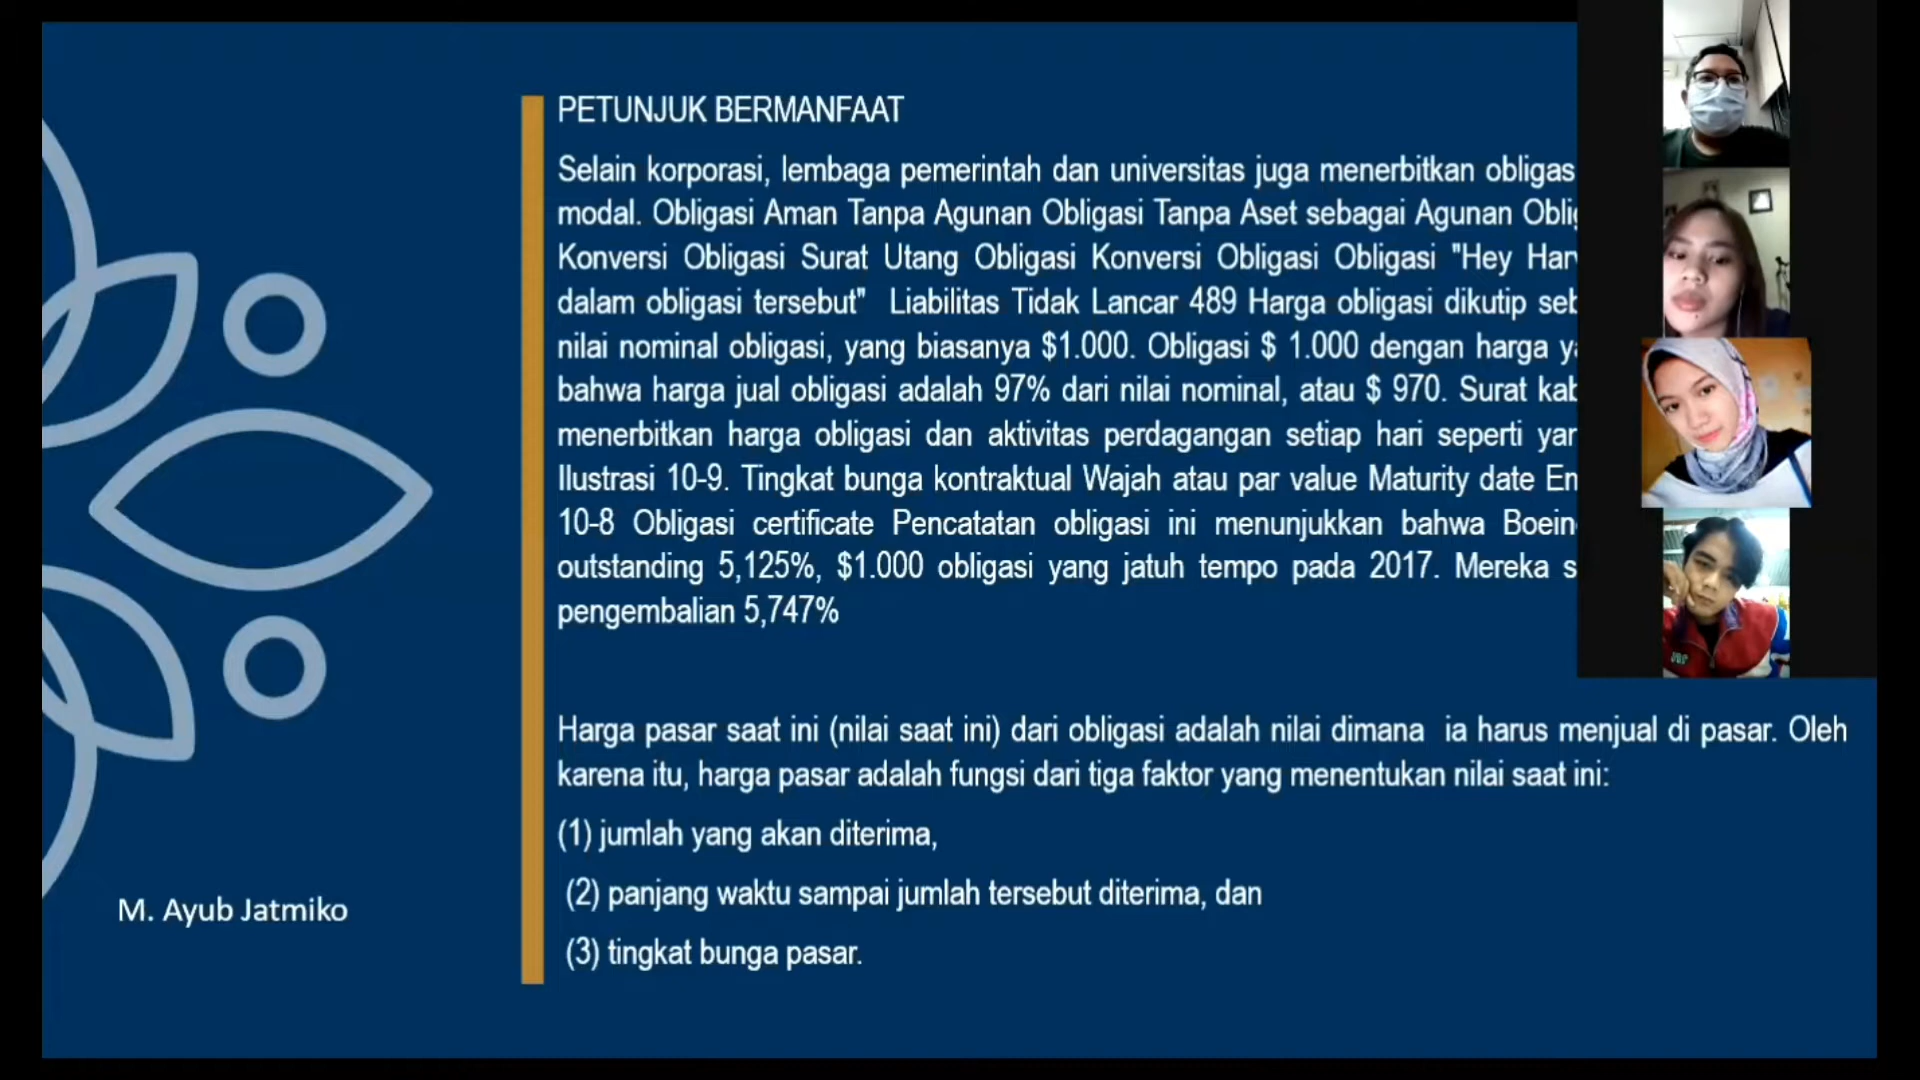 PETUNJUK BERMANFAAT
Selain korporasi, lembaga pemerintah dan universitas juga menerbitkan obligas
modal. Obligasi Aman Tanpa Agunan Obligasi Tanpa Aset sebagai Agunan
Konversi Obligasi Surat Utang Obligasi Konversi Obligasi Obligasi "Hey
dalam obligasi tersebut" Liabilitas Tidak Lancar 489 Harga obligasi dikutip
nilai nominal obligasi, yang biasanya $1.000. Obligasi $ 1.000 dengan harga
bahwa harga jual obligasi adalah 97% dari nilai nominal, atau $ 970. Surat
menerbitkan harga obligasi dan aktivitas perdagangan setiap hari seperti
Ilustrasi 10-9. Tingkat bunga kontraktual Wajah atau par value Maturity date
10-8 Obligasi certificate Pencatatan obligasi ini menunjukkan bahwa Boein
outstanding 5,125%, $1.000 obligasi yang jatuh tempo pada 2017. Mereka s
pengembalian 5,747%
Harga pasar saat ini (nilai saat ini) dari obligasi adalah nilai dimana ia harus menjual di pasar. Oleh
karena itu, harga pasar adalah fungsi dari tiga faktor yang menentukan nilai saat ini:
(1) jumlah yang akan diterima,
(2) panjang waktu sampai jumlah tersebut diterima, dan
(3) tingkat bunga pasar.
M. Ayub Jatmiko